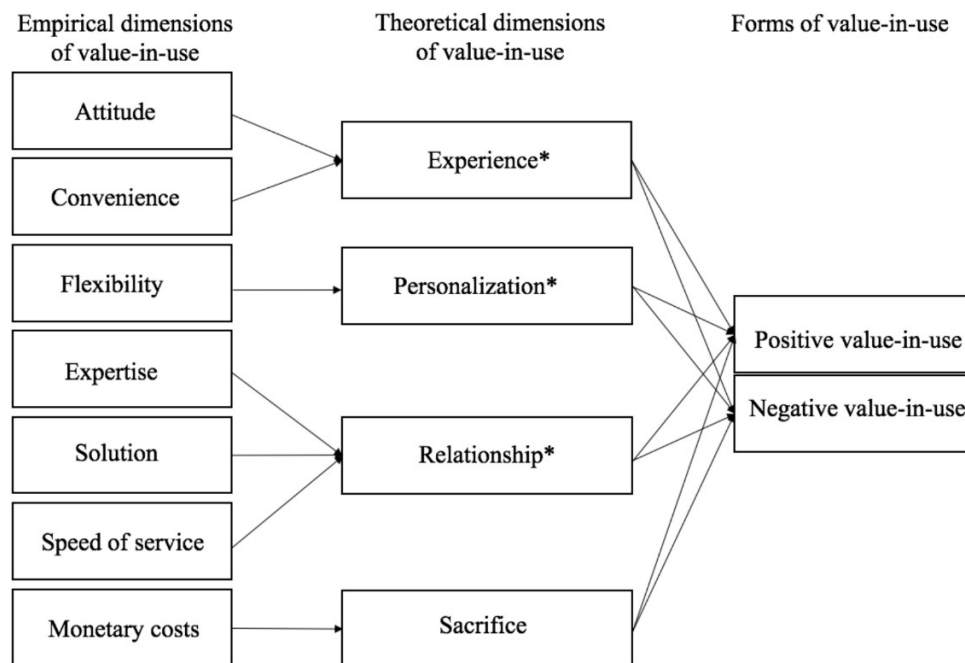 Empirical dimensions
of value-in-use
Theoretical dimensions
of value-in-use
Forms of value-in-use
Attitude
Convenience
Flexibility
Expertise
Solution
Speed of service
Monetary costs
Experience*
Personalization*
Relationship*
Sacrifice
Positive value-in-use
Negative value-in-use